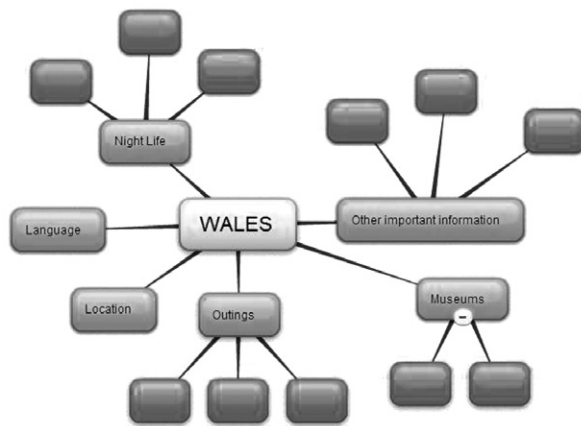 Night Life
WALES
Other important information
Language
Location
Outings
Museums